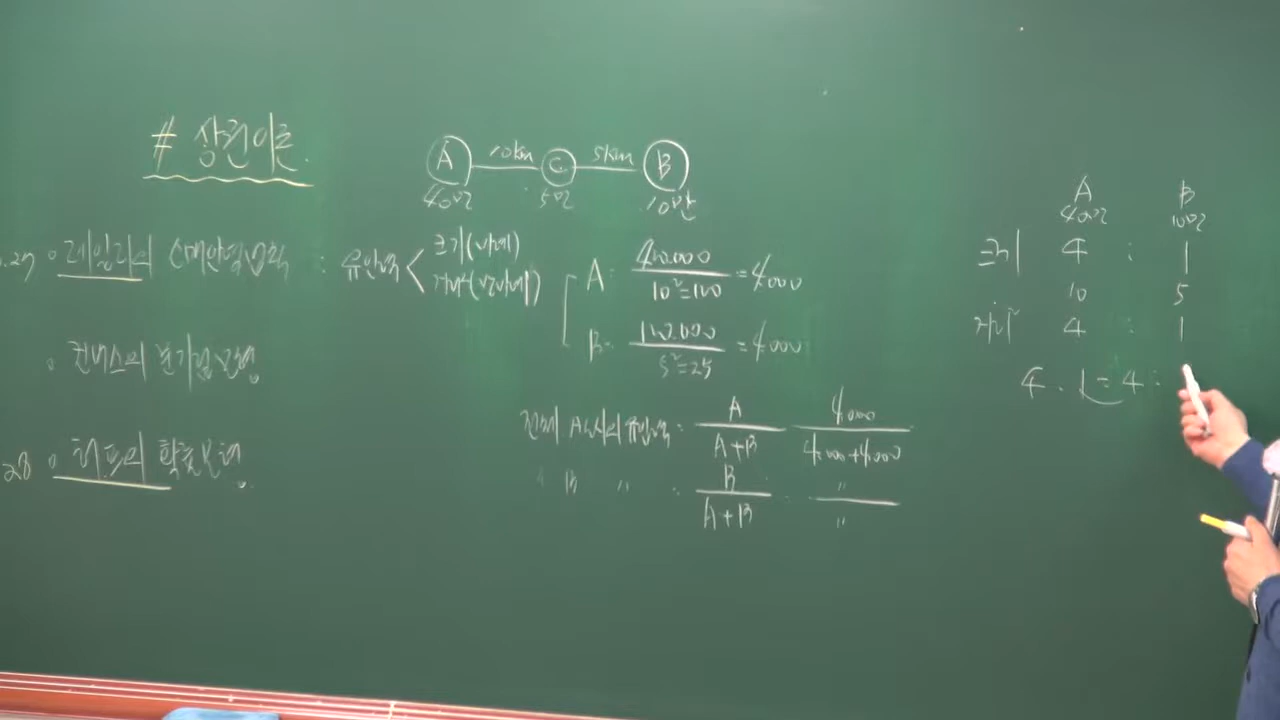 # 상권이론
A 10km C 5km B
40만 5만 10만
27 ◦ 레일리의 소매인력법칙 : 유인력 < 크기(비례)
거리(반비례)
A: 400.000 / 10²=100 = 4.000
B: 100.000 / 5²=25 = 4.000
◦ 컨버스의 분기점모형
28 ◦ 허프의 확률모형
전체 A도시의 유인력: A / A+B 4.000 / 4.000+4.000
" B " : B / A+B " / "
A B
40만 10만
크기 4 : 1
10 5
거리 4 : 1
4 . 1 = 4 :